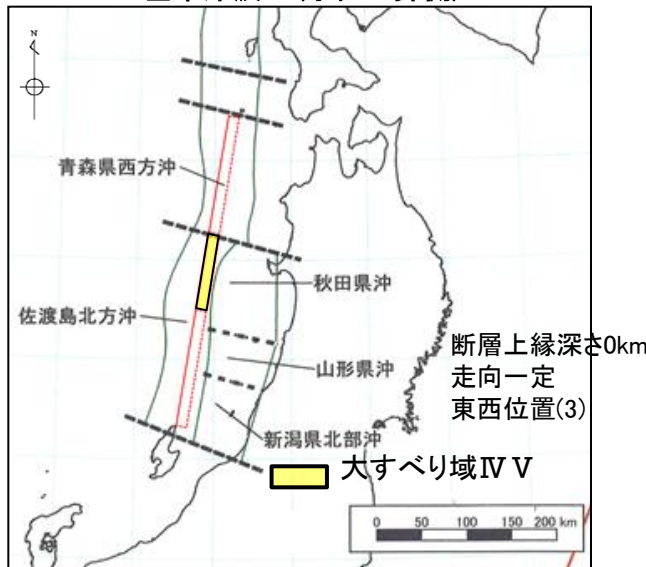 N
青森県西方沖
佐渡島北方沖
秋田県沖
山形県沖
新潟県北部沖
断層上縁深さ0km
走向一定
東西位置(3)
大すべり域ⅣⅤ
0 50 100 150 200 km